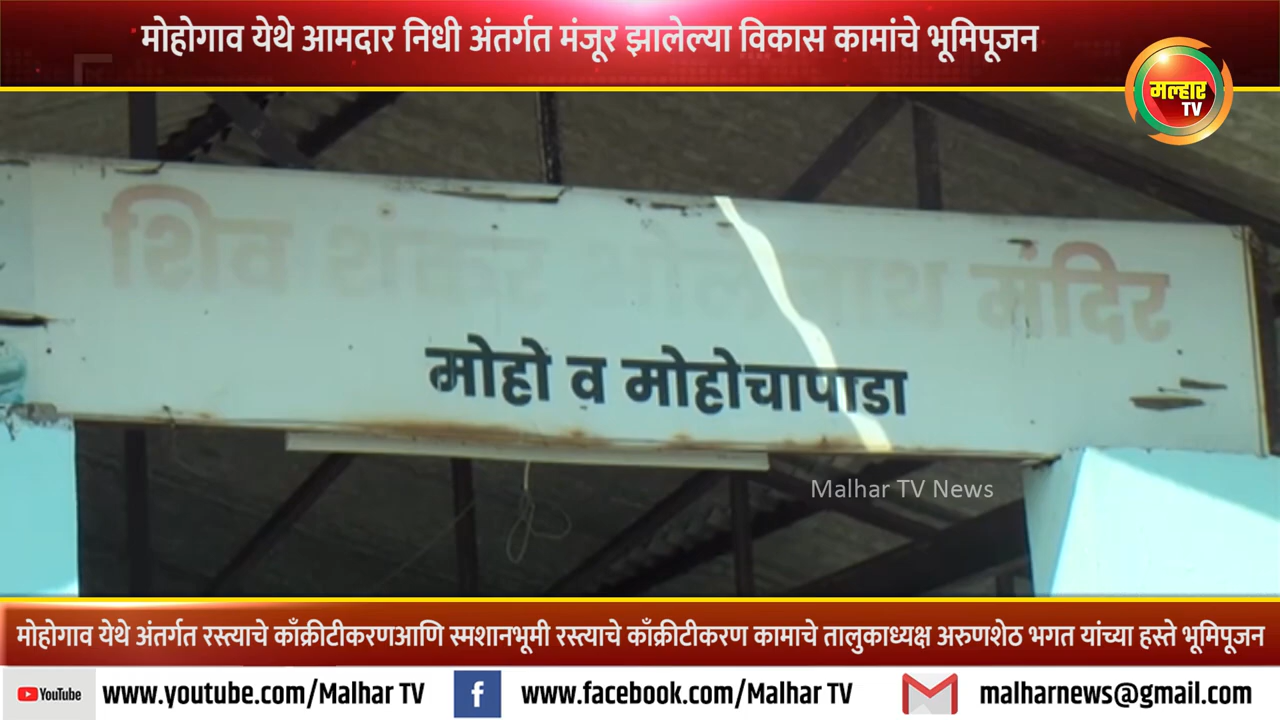 मोहोगाव येथे आमदार निधी अंतर्गत मंजूर झालेल्या विकास कामांचे भूमिपूजन
मल्हार
TV
शिव शंकर भोलेनाथ मंदिर
मोहो व मोहोचापाडा
Malhar TV News
मोहोगाव येथे अंतर्गत रस्त्याचे काँक्रीटीकरणआणि स्मशानभूमी रस्त्याचे काँक्रीटीकरण कामाचे तालुकाध्यक्ष अरुणशेठ भगत यांच्या हस्ते भूमिपूजन
YouTube www.youtube.com/Malhar TV f www.facebook.com/Malhar TV malharnews@gmail.com